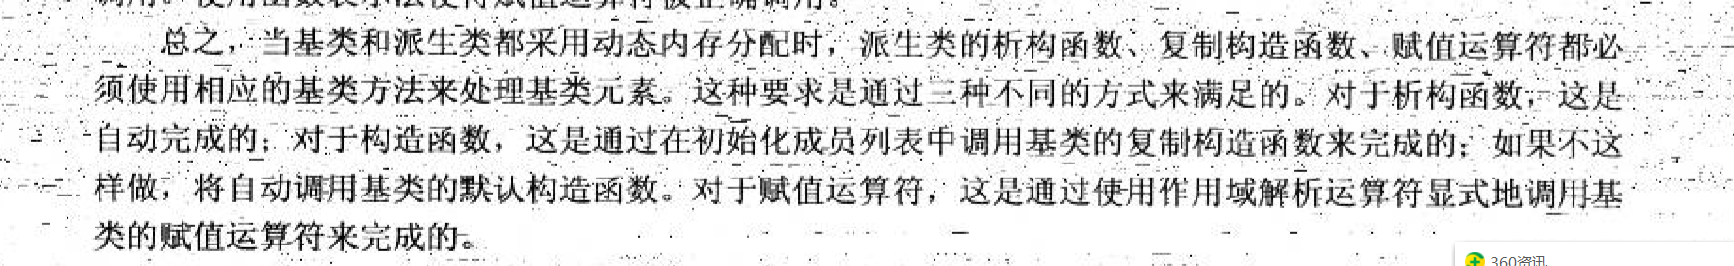 总之，当基类和派生类都采用动态内存分配时，派生类的析构函数、复制构造函数、赋值运算符都必
须使用相应的基类方法来处理基类元素。这种要求是通过三种不同的方式来满足的。对于析构函数，这是
自动完成的；对于构造函数，这是通过在初始化成员列表中调用基类的复制构造函数来完成的；如果不这
样做，将自动调用基类的默认构造函数。对于赋值运算符，这是通过使用作用域解析运算符显式地调用基
类的赋值运算符来完成的。
360资讯